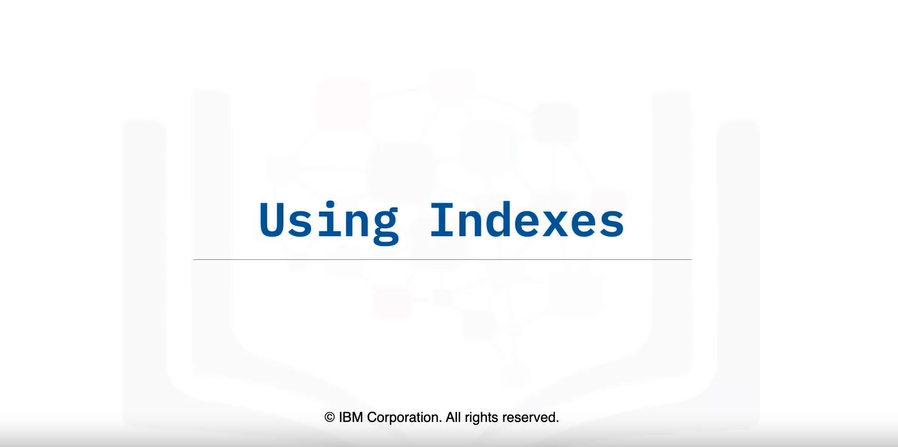 Using Indexes
© IBM Corporation. All rights reserved.